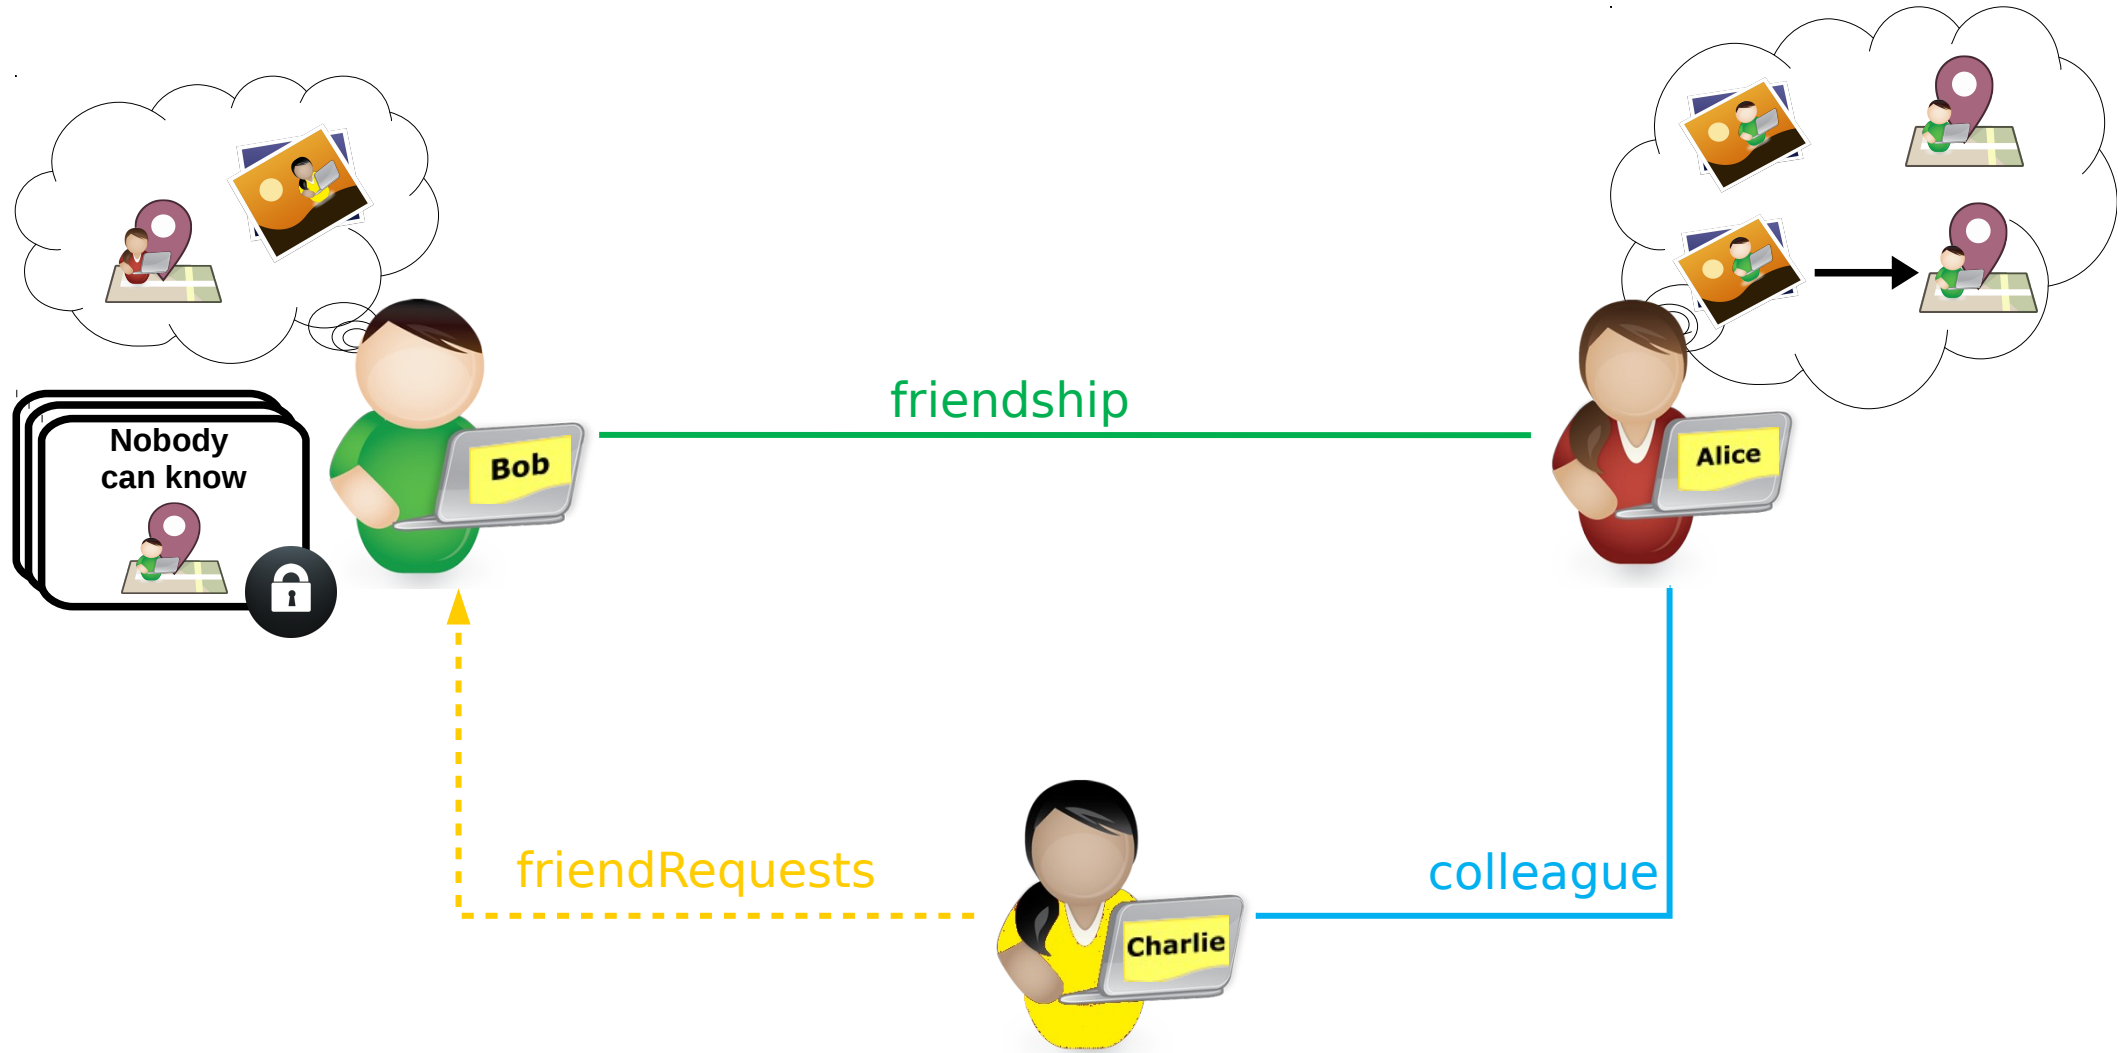 friendship
Nobody
can know
Bob
Alice
friendRequests
colleague
Charlie